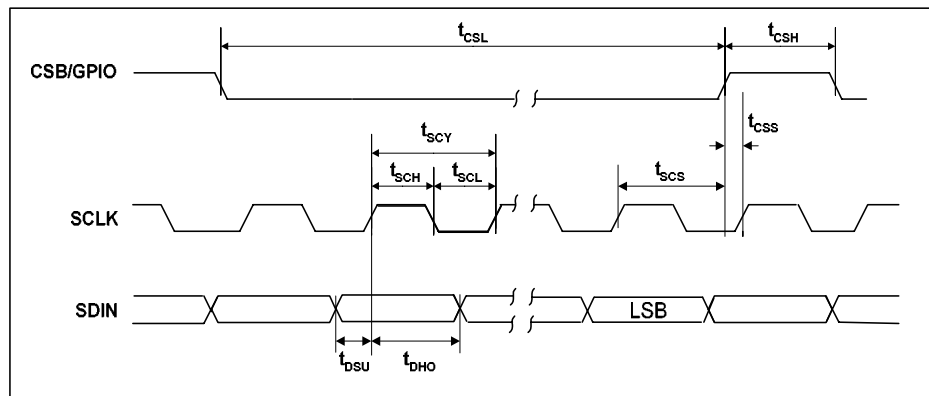 tCSL
tCSH
CSB/GPIO
tCSS
tSCY
tSCH
tSCL
tSCS
SCLK
SDIN
LSB
tDSU
tDHO